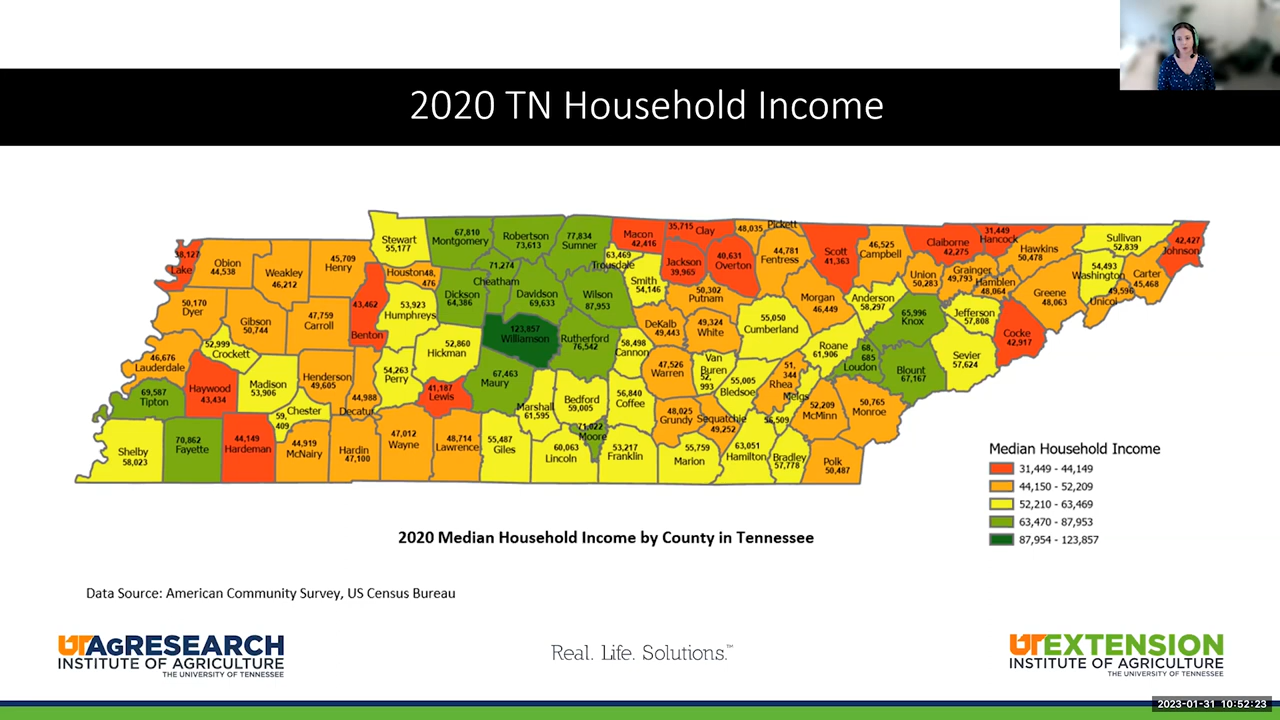 2020 TN Household Income
Stewart
55,177
67,810
Montgomery
Robertson
73,613
77,834
Sumner
Macon
42,416
35,715 Clay
48,035
Pickett
44,781
Fentress
Scott
41,363
46,525
Campbell
Claiborne
42,275
31,449
Hancock
Hawkins
50,478
Sullivan
52,839
42,427
Johnson
38,127
Lake
Obion
44,538
Weakley
46,212
45,709
Henry
Houston48,
476
71,274
Cheatham
63,469
Trousdale
Jackson
39,965
40,631
Overton
Union
50,283
Grainger
49,793
Hamblen
48,064
54,493
Washington
Carter
45,468
49,596
Unicoi
50,170
Dyer
Gibson
50,744
47,759
Carroll
43,462
Benton
53,923
Humphreys
Dickson
64,386
Davidson
69,633
Wilson
87,953
Smith
54,146
50,302
Putnam
Morgan
46,449
Anderson
58,297
65,996
Knox
Jefferson
57,808
Greene
48,063
Cocke
42,917
46,676
Lauderdale
52,999
Crockett
52,860
Hickman
123,857
Williamson
Rutherford
76,542
58,498
Cannon
DeKalb
49,443
49,324
White
55,050
Cumberland
Roane
61,906
68,
685
Loudon
Blount
67,167
Sevier
57,624
69,587
Tipton
Haywood
43,434
Madison
53,906
Henderson
49,605
44,988
Decatur
54,263
Perry
41,187
Lewis
67,463
Maury
Marshall
61,595
Bedford
59,005
56,840
Coffee
47,526
Warren
Van
Buren
52,
993
55,005
Bledsoe
51,
344
Rhea
Meigs
56,509
52,209
McMinn
50,765
Monroe
Shelby
58,023
70,862
Fayette
44,149
Hardeman
59,
409
Chester
44,919
McNairy
Hardin
47,100
47,012
Wayne
48,714
Lawrence
55,487
Giles
60,063
Lincoln
71,022
Moore
53,217
Franklin
48,025
Grundy
Sequatchie
49,252
55,759
Marion
63,051
Hamilton
Bradley
57,778
Polk
50,487
Median Household Income
31,449 - 44,149
44,150 - 52,209
52,210 - 63,469
63,470 - 87,953
87,954 - 123,857
2020 Median Household Income by County in Tennessee
Data Source: American Community Survey, US Census Bureau
UTAGRESEARCH
INSTITUTE OF AGRICULTURE
THE UNIVERSITY OF TENNESSEE
Real. Life. Solutions.™
UTEXTENSION
INSTITUTE OF AGRICULTURE
THE UNIVERSITY OF TENNESSEE
2023-01-31 10:52:23